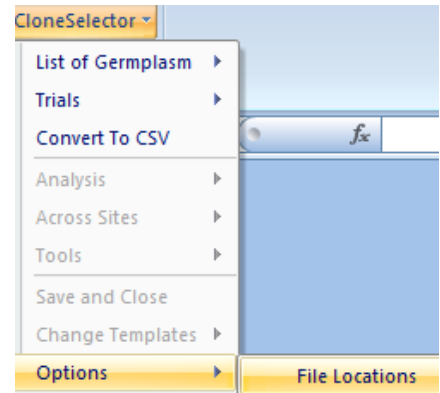 CloneSelector
List of Germplasm
Trials
Convert To CSV
fx
Analysis
Across Sites
Tools
Save and Close
Change Templates
Options
File Locations